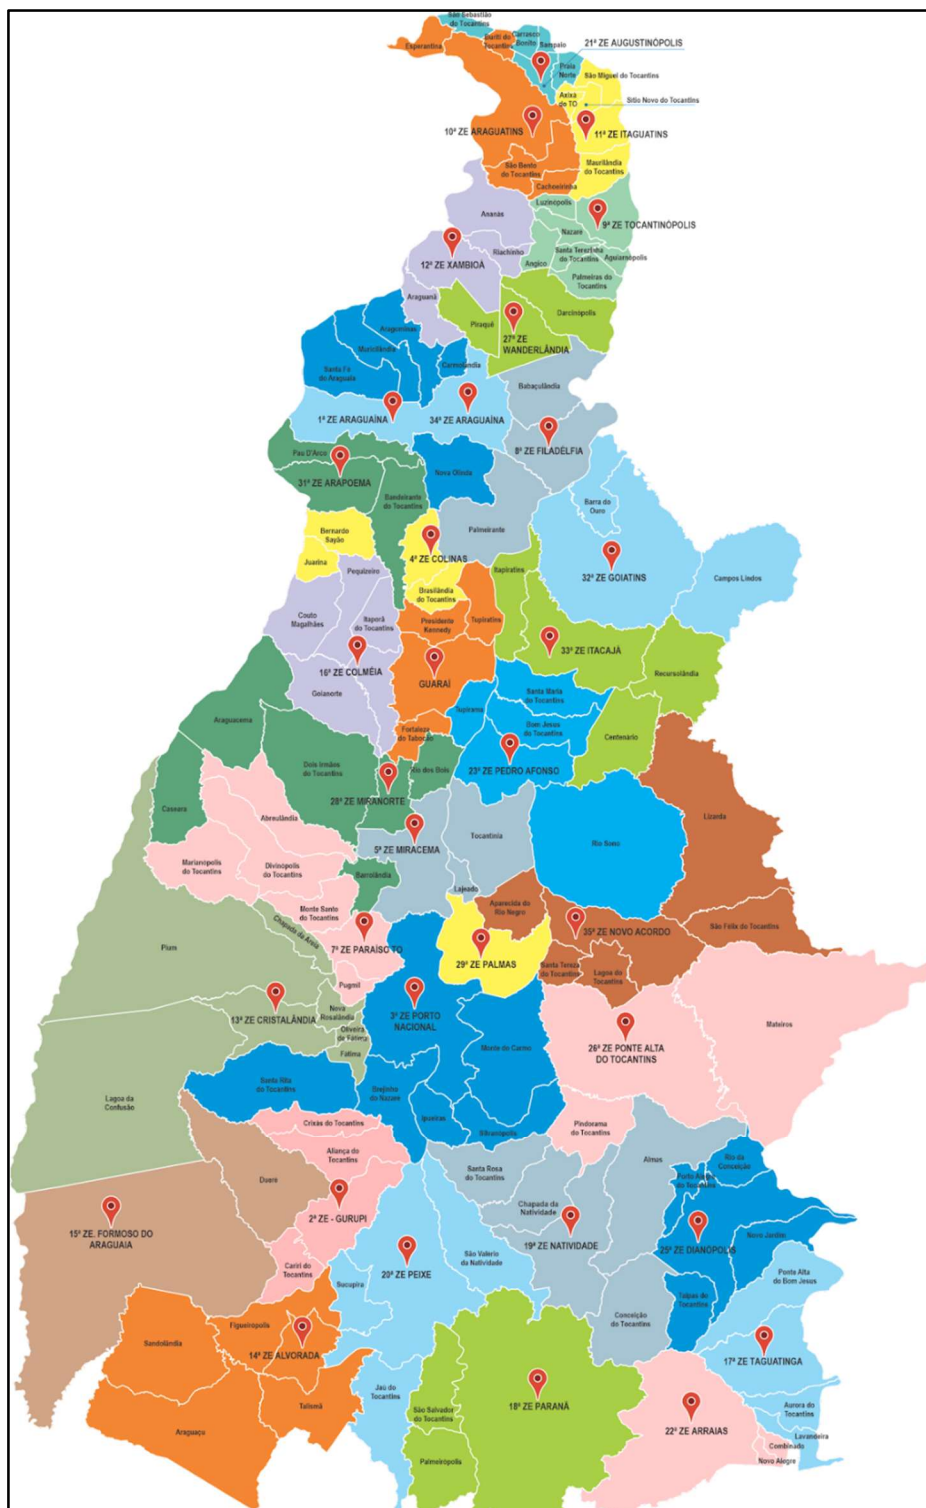 São Sebastião
do Tocantins
Esperantina
Buriti do
Tocantins
Carrasco
Bonito
Sampaio
21ª ZE AUGUSTINÓPOLIS
Praia
Norte
São Miguel do Tocantins
Axixá
do TO
Sítio Novo do Tocantins
10ª ZE ARAGUATINS
11ª ZE ITAGUATINS
São Bento
do Tocantins
Maurilândia
do Tocantins
Cachoeirinha
Luzinópolis
Ananás
9ª ZE TOCANTINÓPOLIS
Nazaré
Riachinho
Santa Terezinha
do Tocantins
Aguiarnópolis
12ª ZE XAMBIOÁ
Angico
Palmeiras do
Tocantins
Araguanã
Darcinópolis
Piraquê
Aragominas
27ª ZE
WANDERLÂNDIA
Muricilândia
Carmolândia
Santa Fé
do Araguaia
Babaçulândia
1ª ZE ARAGUAÍNA
34ª ZE ARAGUAÍNA
8ª ZE FILADÉLFIA
Pau D'Arco
Nova Olinda
31ª ZE ARAPOEMA
Bandeirante
do Tocantins
Barra do
Ouro
Bernardo
Sayão
Palmeirante
4ª ZE COLINAS
Juarina
Pequizeiro
Itapiratins
32ª ZE GOIATINS
Campos Lindos
Brasilândia
do Tocantins
Couto
Magalhães
Itaporã
do Tocantins
Presidente
Kennedy
Tupiratins
33ª ZE ITACAJÁ
16ª ZE COLMÉIA
Recursolândia
GUARAÍ
Goianorte
Santa Maria
do Tocantins
Tupirama
Araguacema
Fortaleza
do Tabocão
Bom Jesus
do Tocantins
Centenário
Dois Irmãos
do Tocantins
Rio dos Bois
23ª ZE PEDRO AFONSO
28ª ZE MIRANORTE
Caseara
Abreulândia
Lizarda
5ª ZE MIRACEMA
Tocantínia
Rio Sono
Marianópolis
do Tocantins
Divinópolis
do Tocantins
Barrolândia
Lajeado
Monte Santo
do Tocantins
Aparecida do
Rio Negro
Chapada da Areia
São Félix do Tocantins
35ª ZE NOVO ACORDO
Pium
7ª ZE PARAÍSO TO
29ª ZE PALMAS
Santa Tereza
do Tocantins
Lagoa do
Tocantins
Pugmil
13ª ZE CRISTALÂNDIA
Nova
Rosalândia
3ª ZE PORTO
NACIONAL
26ª ZE PONTE ALTA
DO TOCANTINS
Mateiros
Oliveira
de Fátima
Fátima
Monte do Carmo
Santa Rita
do Tocantins
Brejinho
de Nazaré
Lagoa da
Confusão
Ipueiras
Crixás do Tocantins
Silvanópolis
Pindorama
do Tocantins
Aliança do
Tocantins
Almas
Rio da
Conceição
Santa Rosa
do Tocantins
Dueré
Porto Alegre
do Tocantins
Chapada da
Natividade
2ª ZE - GURUPI
15ª ZE. FORMOSO DO
ARAGUAIA
Novo Jardim
19ª ZE NATIVIDADE
25ª ZE DIANÓPOLIS
São Valério
da Natividade
Cariri do
Tocantins
20ª ZE PEIXE
Ponte Alta
de Bom Jesus
Sucupira
Taipas do
Tocantins
Conceição
do Tocantins
Figueirópolis
Sandolândia
14ª ZE ALVORADA
17ª ZE TAGUATINGA
Jaú do
Tocantins
Talismã
São Salvador
do Tocantins
18ª ZE PARANÃ
22ª ZE ARRAIAS
Aurora do
Tocantins
Araguaçu
Lavandeira
Combinado
Palmeirópolis
Novo Alegre